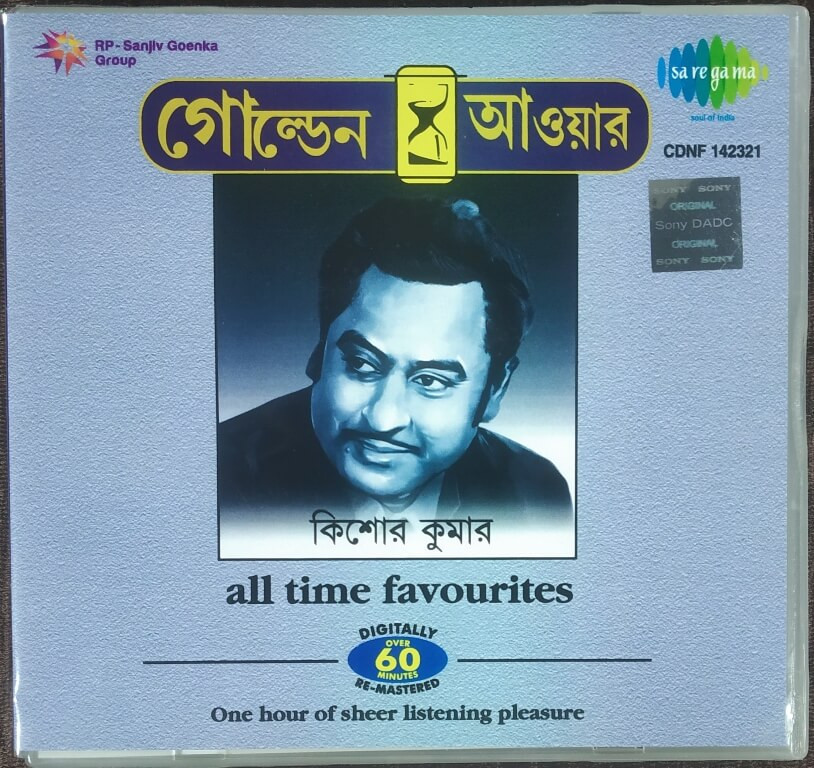 RP - Sanjiv Goenka
Group
গোল্ডেন আওয়ার
sa re ga ma
soul of India
CDNF 142321
SONY SONY
ORIGINAL
Sony DADC
ORIGINAL
SONY SONY
কিশোর কুমার
all time favourites
DIGITALLY
OVER
60
MINUTES
RE-MASTERED
One hour of sheer listening pleasure